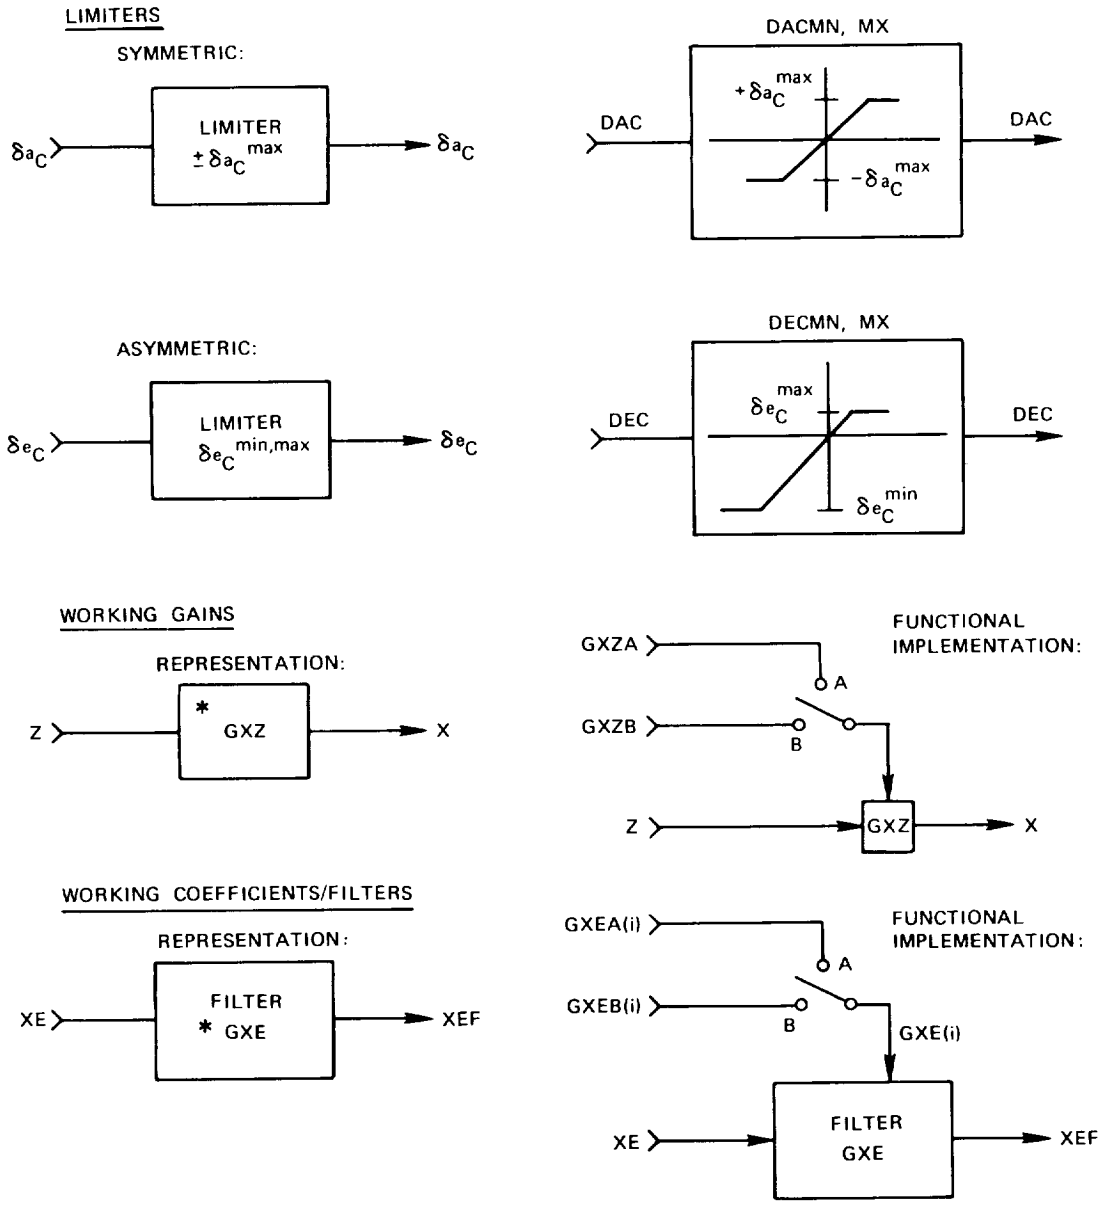 LIMITERS
SYMMETRIC:
δaC
LIMITER
± δaC max
δaC
DACMN, MX
DAC
+δaC max
-δaC max
DAC
ASYMMETRIC:
δeC
LIMITER
δeC min,max
δeC
DECMN, MX
DEC
δeC max
δeC min
DEC
WORKING GAINS
REPRESENTATION:
Z
*
GXZ
X
FUNCTIONAL
IMPLEMENTATION:
GXZA
A
GXZB
B
Z
GXZ
X
WORKING COEFFICIENTS/FILTERS
REPRESENTATION:
XE
FILTER
* GXE
XEF
FUNCTIONAL
IMPLEMENTATION:
GXEA(i)
A
GXEB(i)
B
GXE(i)
XE
FILTER
GXE
XEF